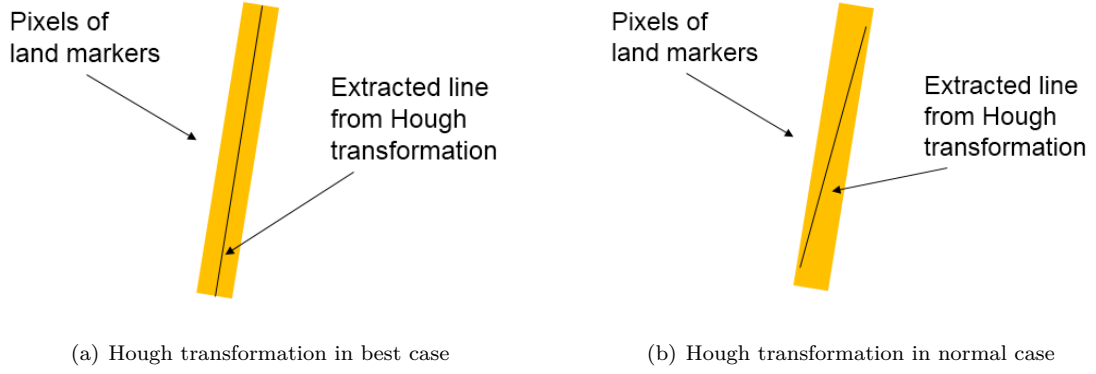 Pixels of
land markers
Extracted line
from Hough
transformation
(a) Hough transformation in best case
Pixels of
land markers
Extracted line
from Hough
transformation
(b) Hough transformation in normal case